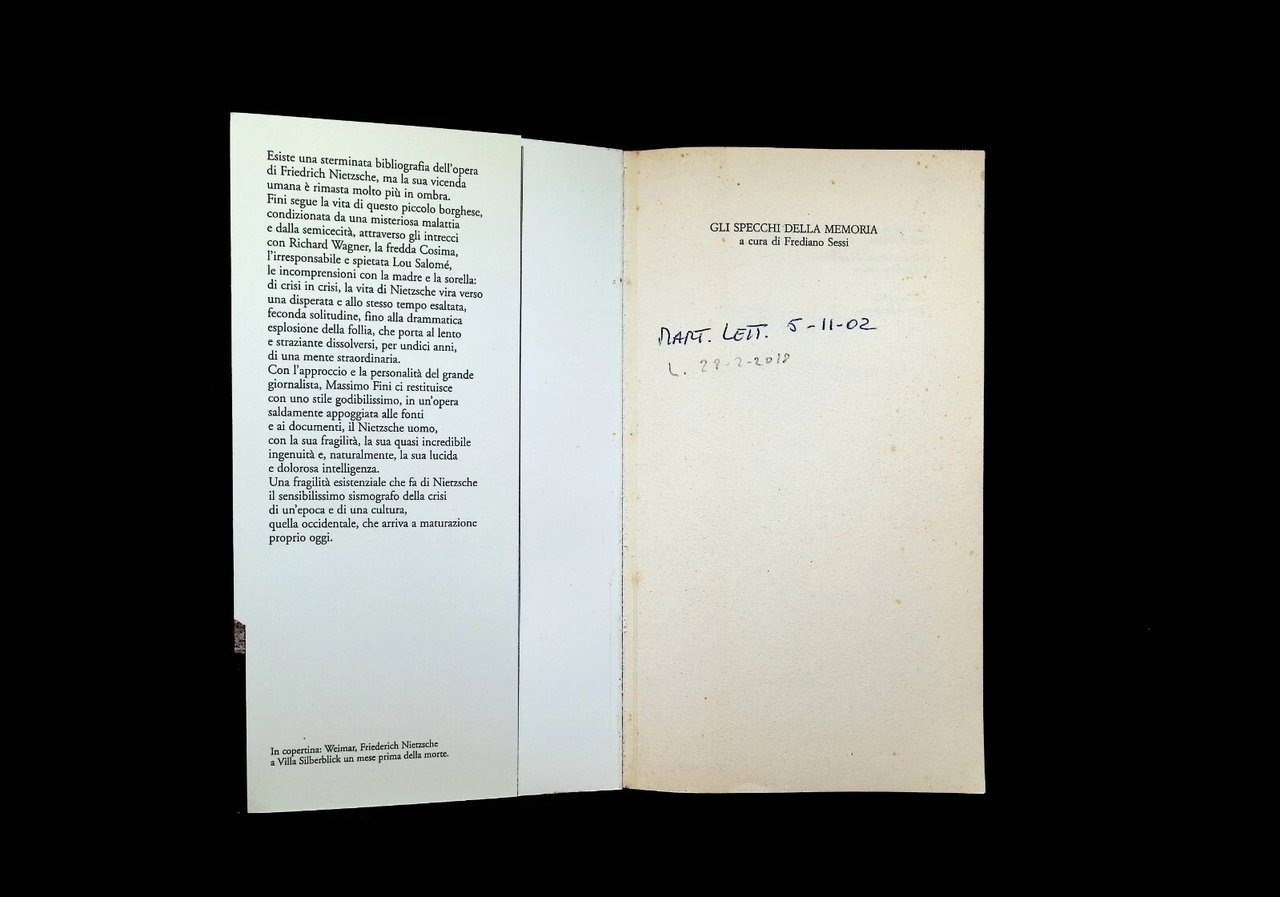 Esiste una sterminata bibliografia dell'opera
di Friedrich Nietzsche, ma la sua vicenda
umana è rimasta molto più in ombra.
Fini segue la vita di questo piccolo borghese,
condizionata da una misteriosa malattia
e dalla semicecità, attraverso gli intrecci
con Richard Wagner, la fredda Cosima,
l'irresponsabile e spietata Lou Salomé,
le incomprensioni con la madre e la sorella:
di crisi in crisi, la vita di Nietzsche vira verso
una disperata e allo stesso tempo esaltata,
feconda solitudine, fino alla drammatica
esplosione della follia, che porta al lento
e straziante dissolversi, per undici anni,
di una mente straordinaria.
Con l'approccio e la personalità del grande
giornalista, Massimo Fini ci restituisce
con uno stile godibilissimo, in un'opera
saldamente appoggiata alle fonti
e ai documenti, il Nietzsche uomo,
con la sua fragilità, la sua quasi incredibile
ingenuità e, naturalmente, la sua lucida
e dolorosa intelligenza.
Una fragilità esistenziale che fa di Nietzsche
il sensibilissimo sismografo della crisi
di un'epoca e di una cultura,
quella occidentale, che arriva a maturazione
proprio oggi.
In copertina: Weimar, Friederich Nietzsche
a Villa Silberblick un mese prima della morte.
GLI SPECCHI DELLA MEMORIA
a cura di Frediano Sessi
MART. LETT. 5-11-02
L. 28-2-2018